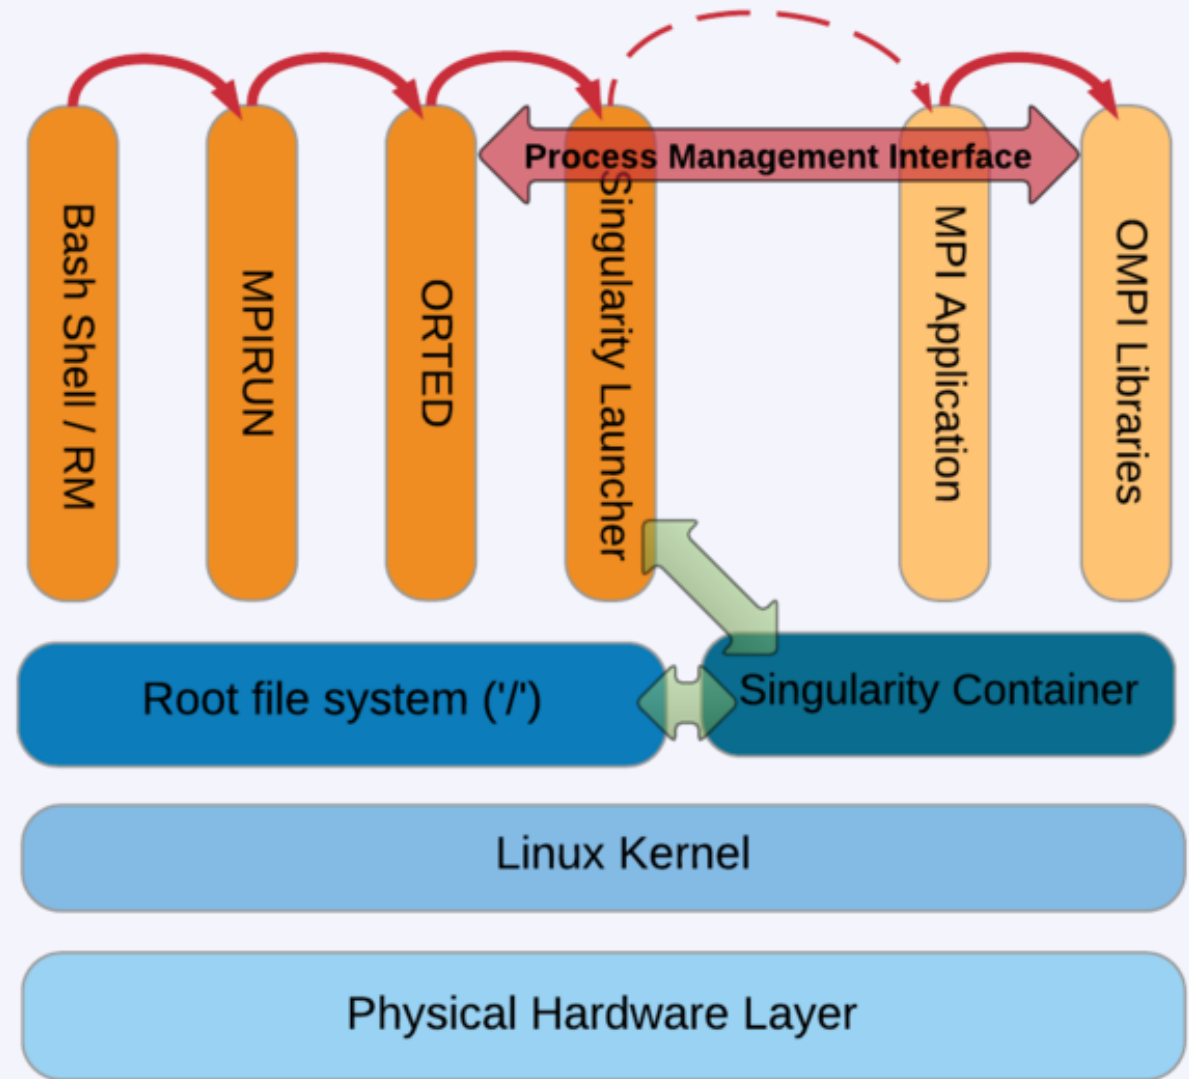 Process Management Interface
Bash Shell / RM
MPIRUN
ORTED
Singularity Launcher
MPI Application
OMPI Libraries
Root file system ('/')
Singularity Container
Linux Kernel
Physical Hardware Layer